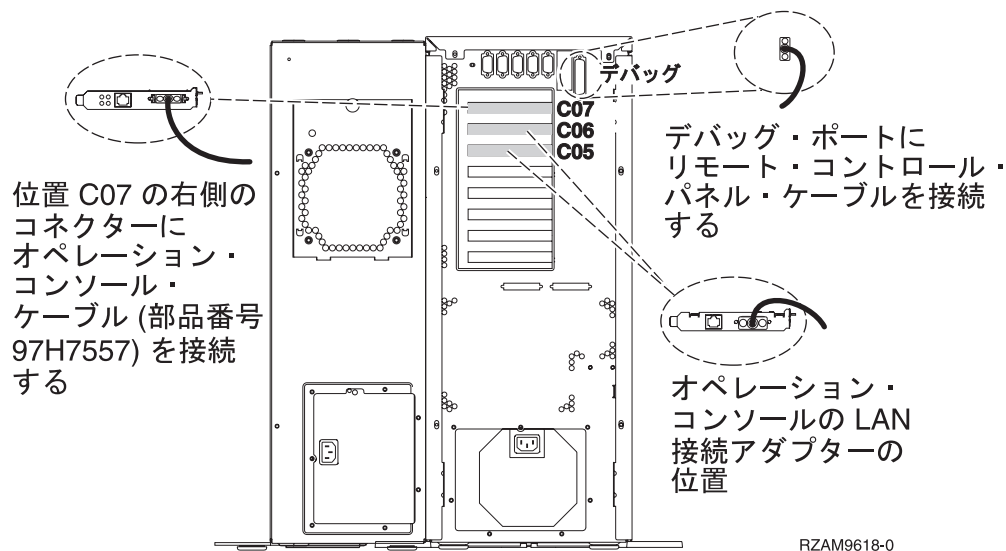 デバッグ
C07
C06
C05
位置 C07 の右側の
コネクターに
オペレーション・
コンソール・
ケーブル (部品番号
97H7557) を接続
する
デバッグ・ポートに
リモート・コントロール・
パネル・ケーブルを接続
する
オペレーション・
コンソールの LAN
接続アダプターの
位置
RZAM9618-0